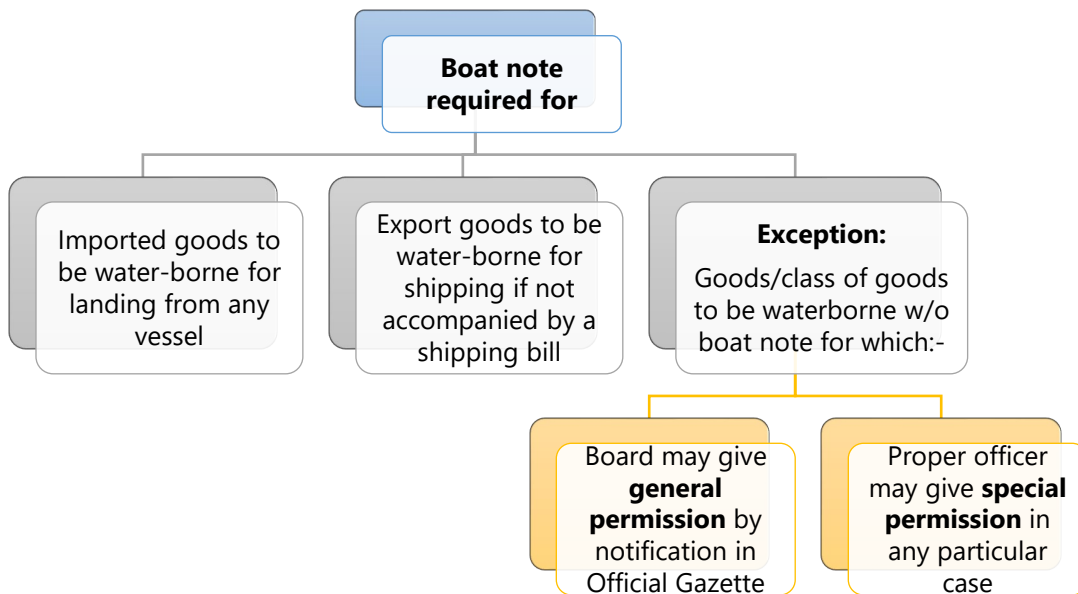 Boat note
required for
Imported goods to
be water-borne for
landing from any
vessel
Export goods to be
water-borne for
shipping if not
accompanied by a
shipping bill
Exception:
Goods/class of goods
to be waterborne w/o
boat note for which:-
Board may give
general
permission by
notification in
Official Gazette
Proper officer
may give special
permission in
any particular
case